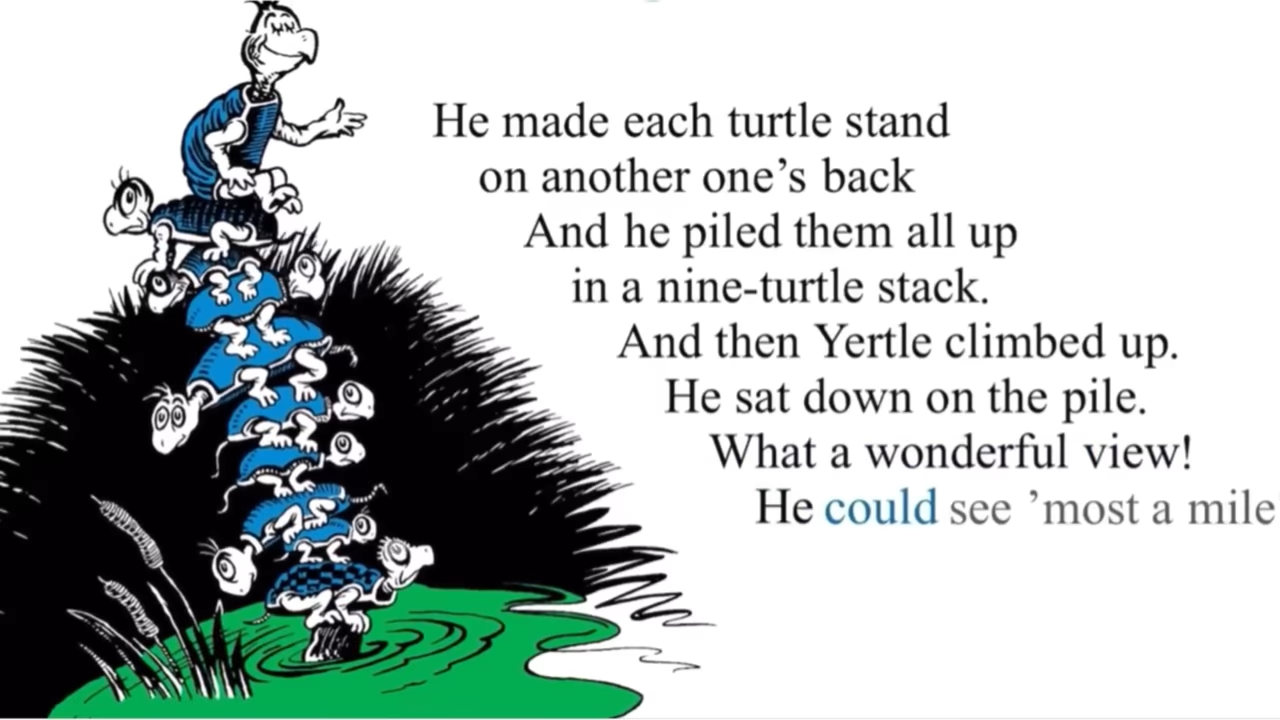 He made each turtle stand
on another one’s back
And he piled them all up
in a nine-turtle stack.
And then Yertle climbed up.
He sat down on the pile.
What a wonderful view!
He could see ’most a mile